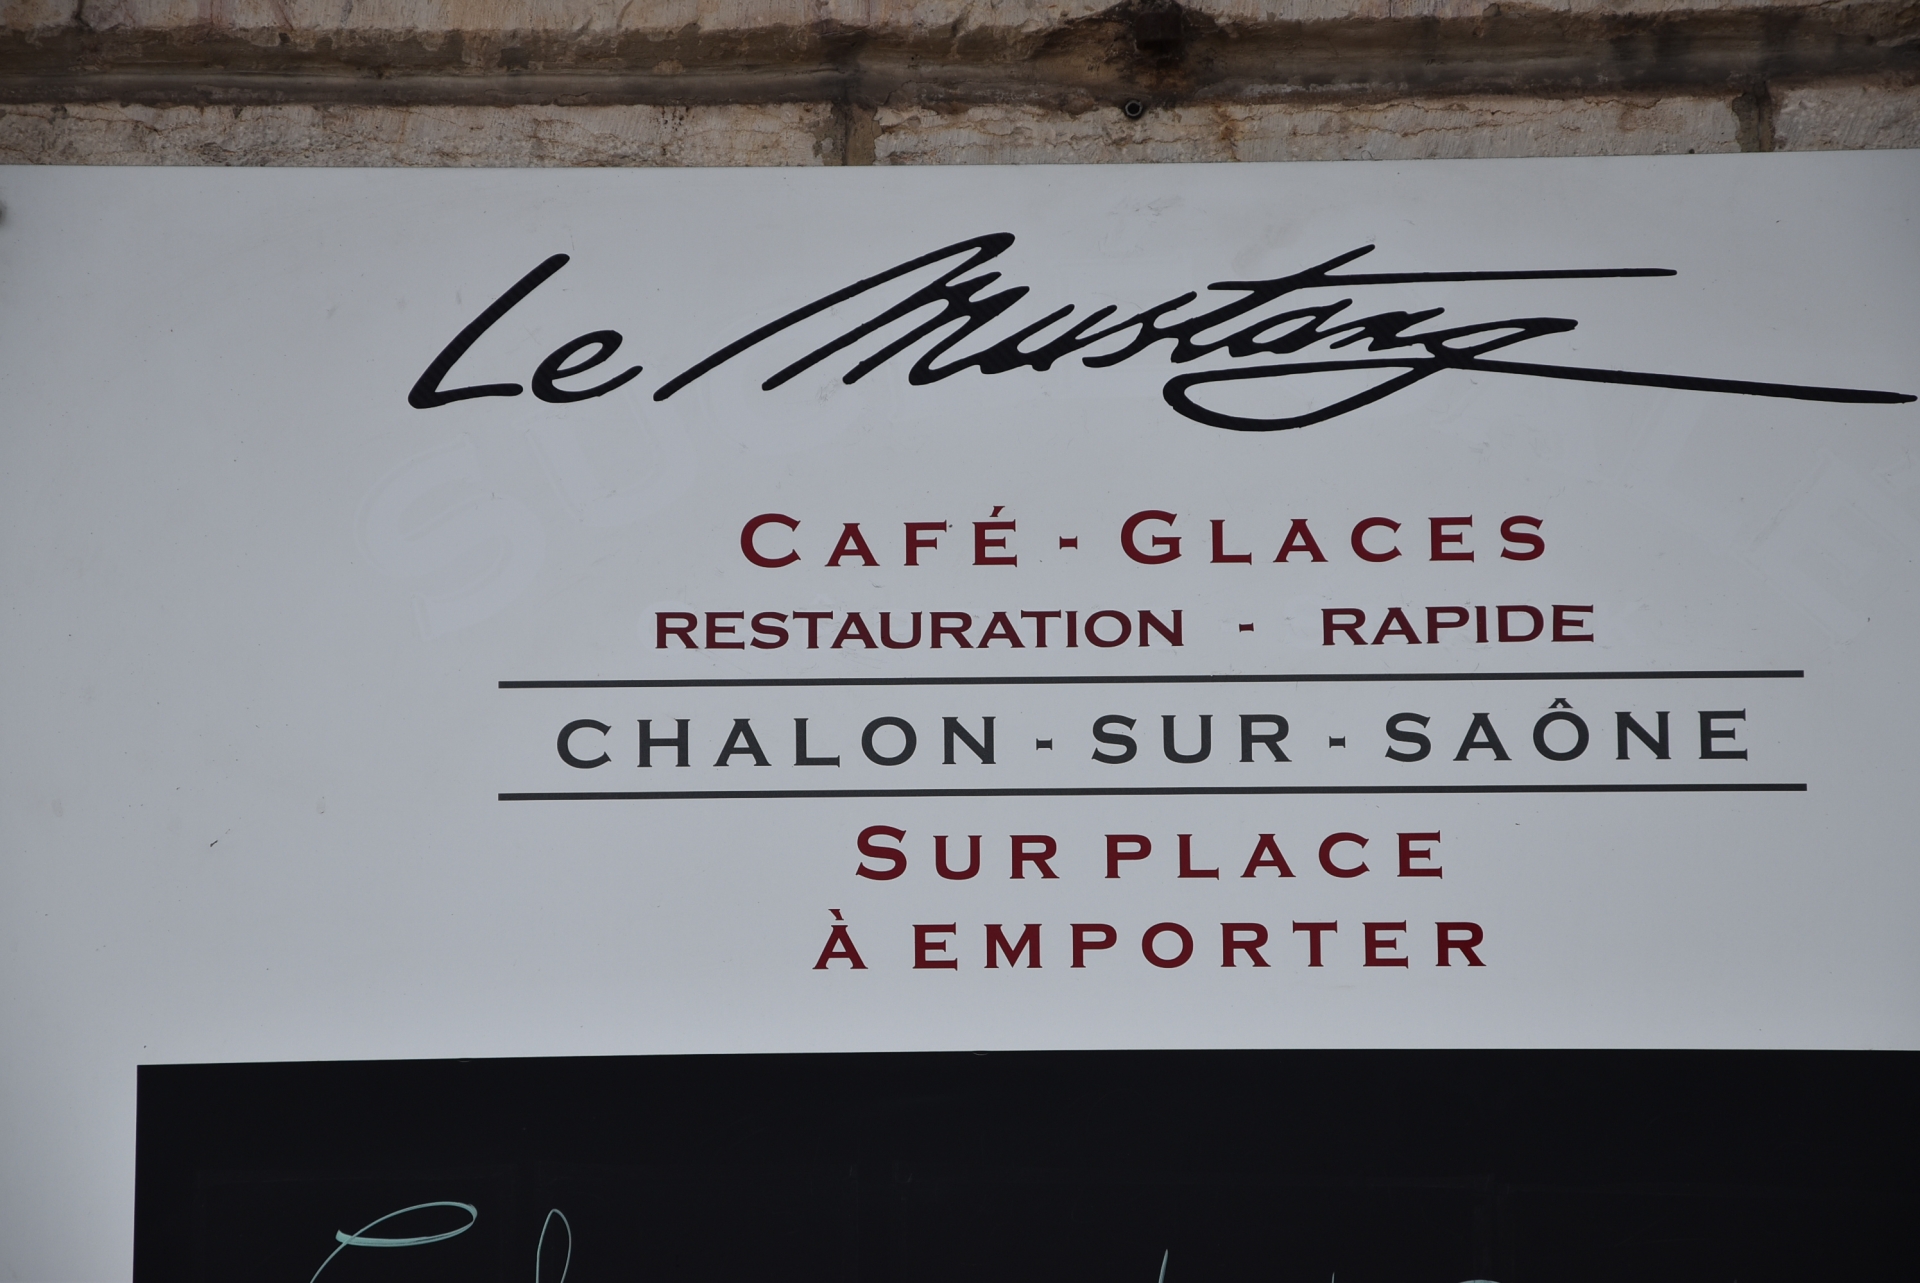 Le Mustang
CAFÉ - GLACES
RESTAURATION - RAPIDE
CHALON - SUR - SAÔNE
SUR PLACE
À EMPORTER